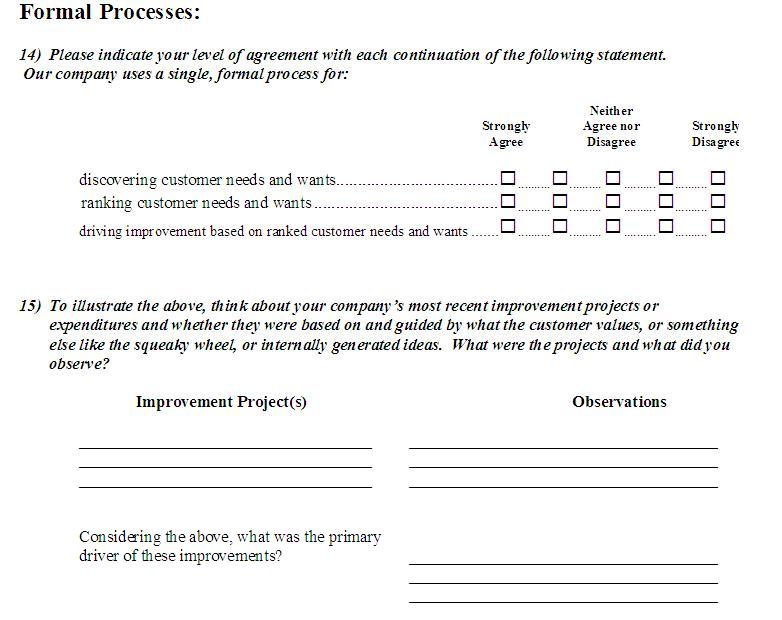 Formal Processes:
14) Please indicate your level of agreement with each continuation of the following statement.
Our company uses a single, formal process for:
Neither
Strongly Agree nor Strongly
Agree Disagree Disagree
discovering customer needs and wants.....................................☐........☐........☐........☐........☐
ranking customer needs and wants..........................................☐........☐........☐........☐........☐
driving improvement based on ranked customer needs and wants.......☐........☐........☐........☐........☐
15) To illustrate the above, think about your company's most recent improvement projects or
expenditures and whether they were based on and guided by what the customer values, or something
else like the squeaky wheel, or internally generated ideas. What were the projects and what did you
observe?
Improvement Project(s) Observations
Considering the above, what was the primary
driver of these improvements?